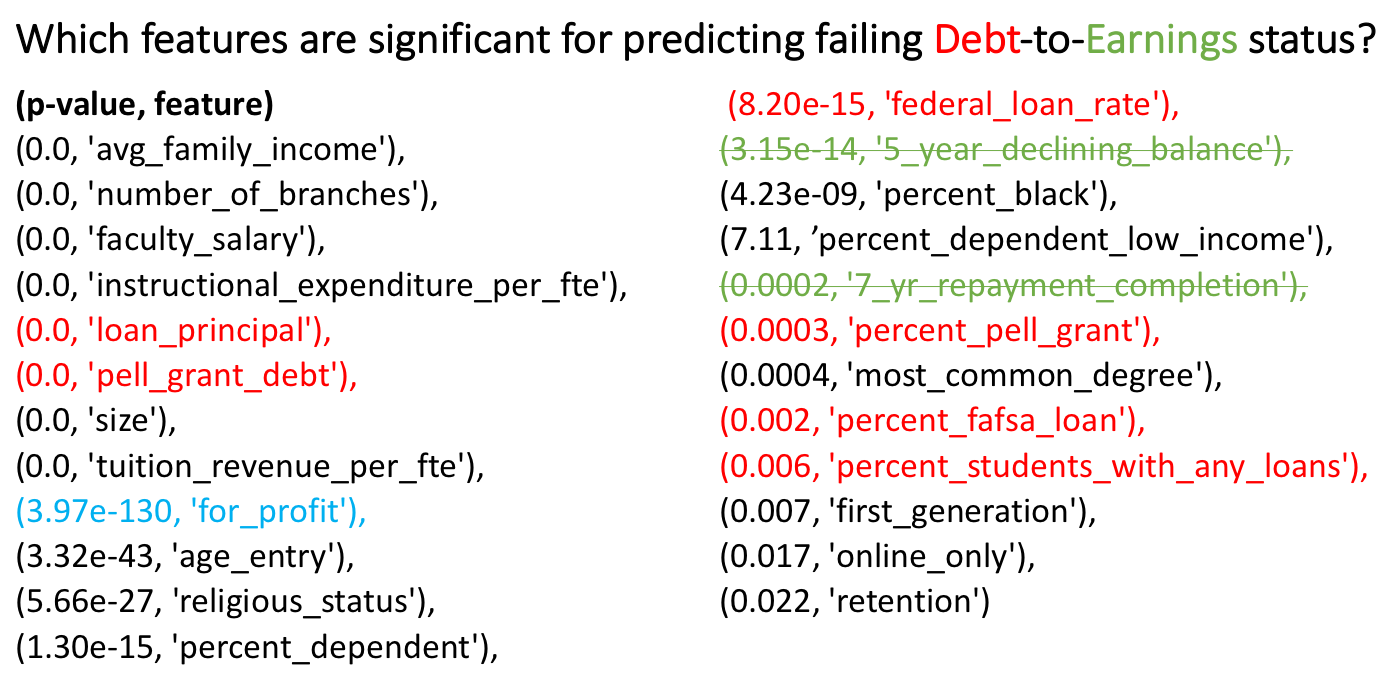 Which features are significant for predicting failing Debt-to-Earnings status?
(p-value, feature)
(0.0, 'avg_family_income'),
(0.0, 'number_of_branches'),
(0.0, 'faculty_salary'),
(0.0, 'instructional_expenditure_per_fte'),
(0.0, 'loan_principal'),
(0.0, 'pell_grant_debt'),
(0.0, 'size'),
(0.0, 'tuition_revenue_per_fte'),
(3.97e-130, 'for_profit'),
(3.32e-43, 'age_entry'),
(5.66e-27, 'religious_status'),
(1.30e-15, 'percent_dependent'),
(8.20e-15, 'federal_loan_rate'),
(3.15e-14, '5_year_declining_balance'),
(4.23e-09, 'percent_black'),
(7.11, ’percent_dependent_low_income'),
(0.0002, '7_yr_repayment_completion'),
(0.0003, 'percent_pell_grant'),
(0.0004, 'most_common_degree'),
(0.002, 'percent_fafsa_loan'),
(0.006, 'percent_students_with_any_loans'),
(0.007, 'first_generation'),
(0.017, 'online_only'),
(0.022, 'retention')